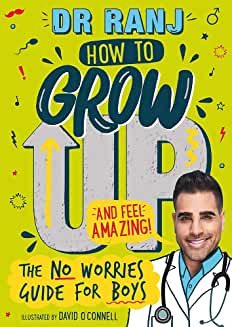 DR RANJ
HOW TO
GROW
UP
AND FEEL
AMAZING!
THE NO WORRIES
GUIDE FOR BOYS
ILLUSTRATED BY DAVID O'CONNELL